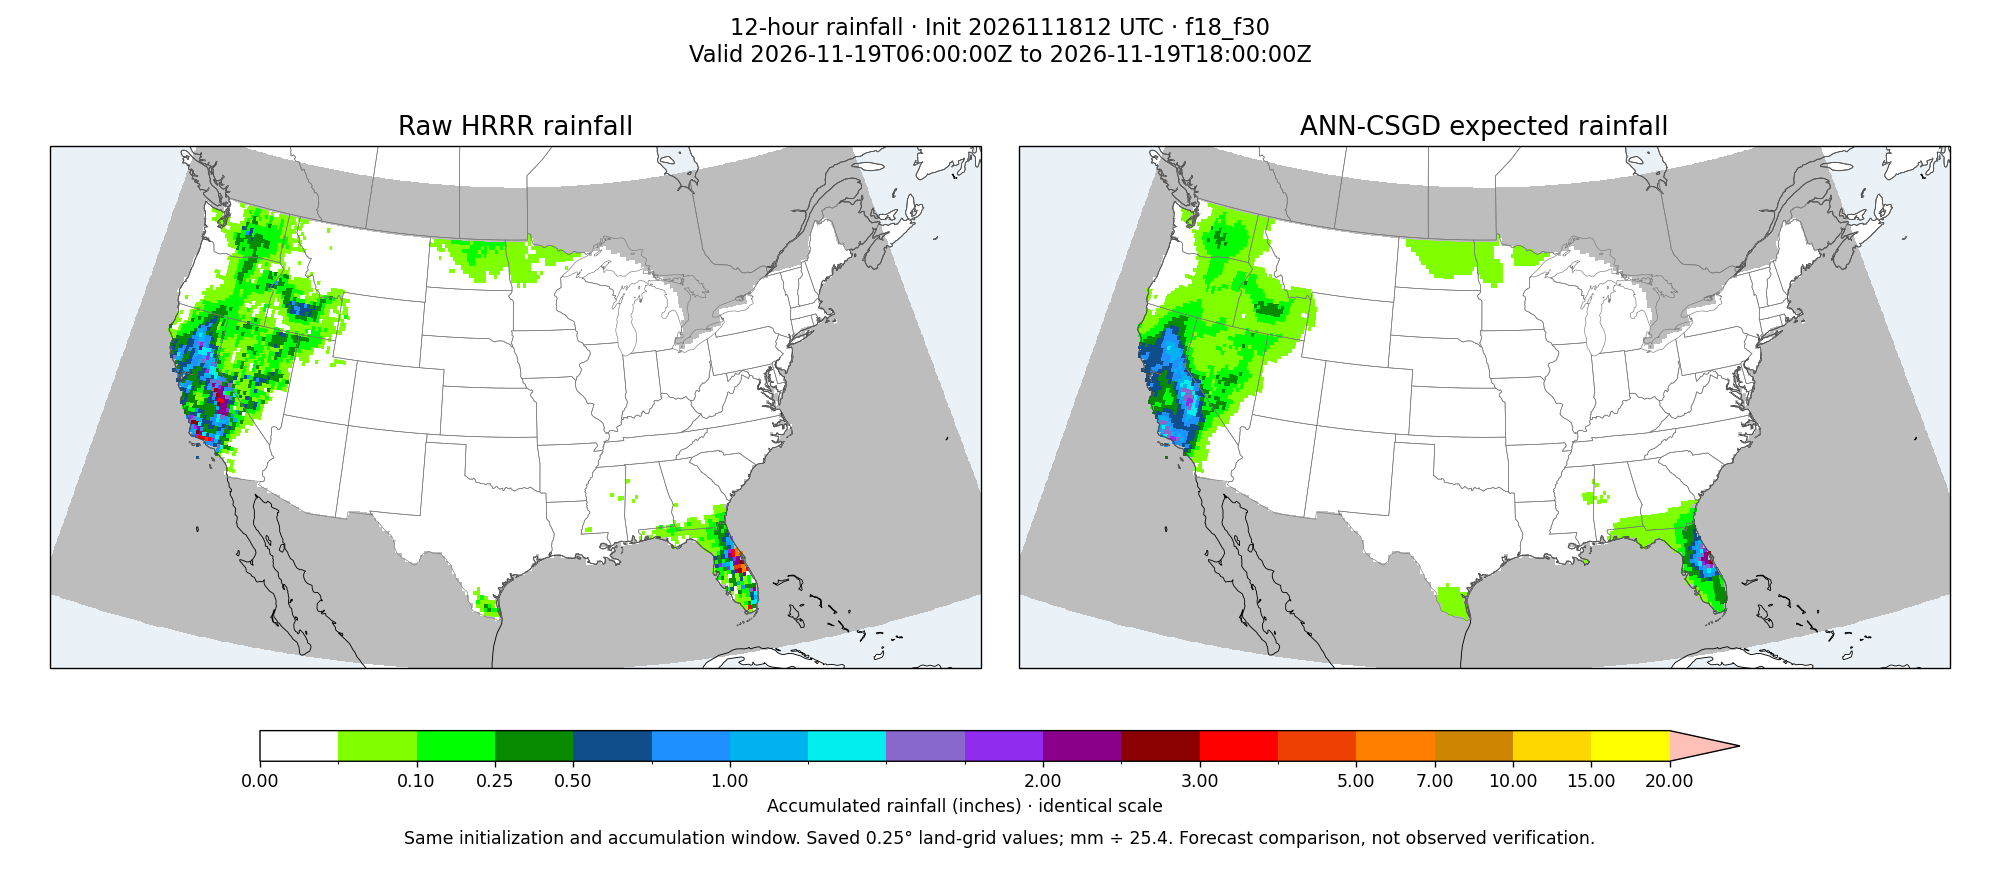 12-hour rainfall · Init 2026111812 UTC · f18_f30
Valid 2026-11-19T06:00:00Z to 2026-11-19T18:00:00Z
Raw HRRR rainfall
ANN-CSGD expected rainfall
0.00 0.10 0.25 0.50 1.00 2.00 3.00 5.00 7.00 10.00 15.00 20.00
Accumulated rainfall (inches) · identical scale
Same initialization and accumulation window. Saved 0.25° land-grid values; mm ÷ 25.4. Forecast comparison, not observed verification.